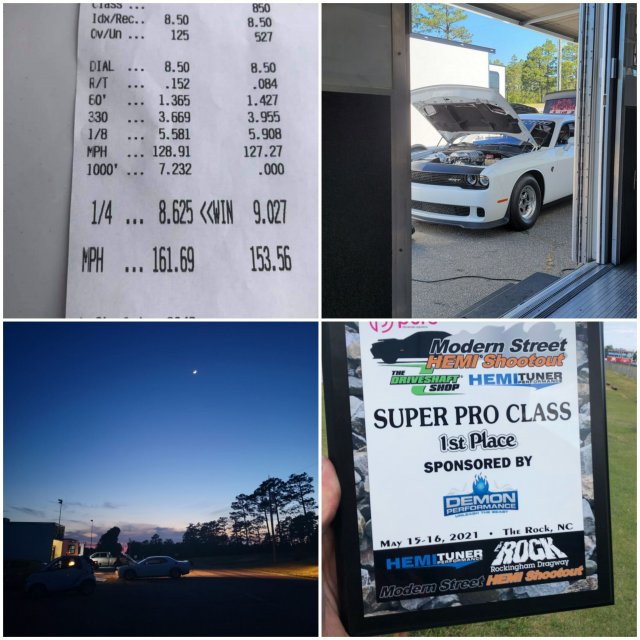 Class ... 850
Idx/Rec.. 8.50 8.50
Ov/Un ... 125 527
DIAL ... 8.50 8.50
R/T ... .152 .084
60' ... 1.365 1.427
330 ... 3.669 3.955
1/8 ... 5.581 5.908
MPH ... 128.91 127.27
1000' ... 7.232 .000
1/4 ... 8.625 <<WIN 9.027
MPH ... 161.69 153.56
Modern Street
HEMI Shootout
THE DRIVESHAFT SHOP HEMITUNER PERFORMANCE
SUPER PRO CLASS
1st Place
SPONSORED BY
DEMON
PERFORMANCE
May 15-16, 2021 • The Rock, NC
HEMITUNER PERFORMANCE THE ROCK
Rockingham Dragway
Modern Street HEMI Shootout